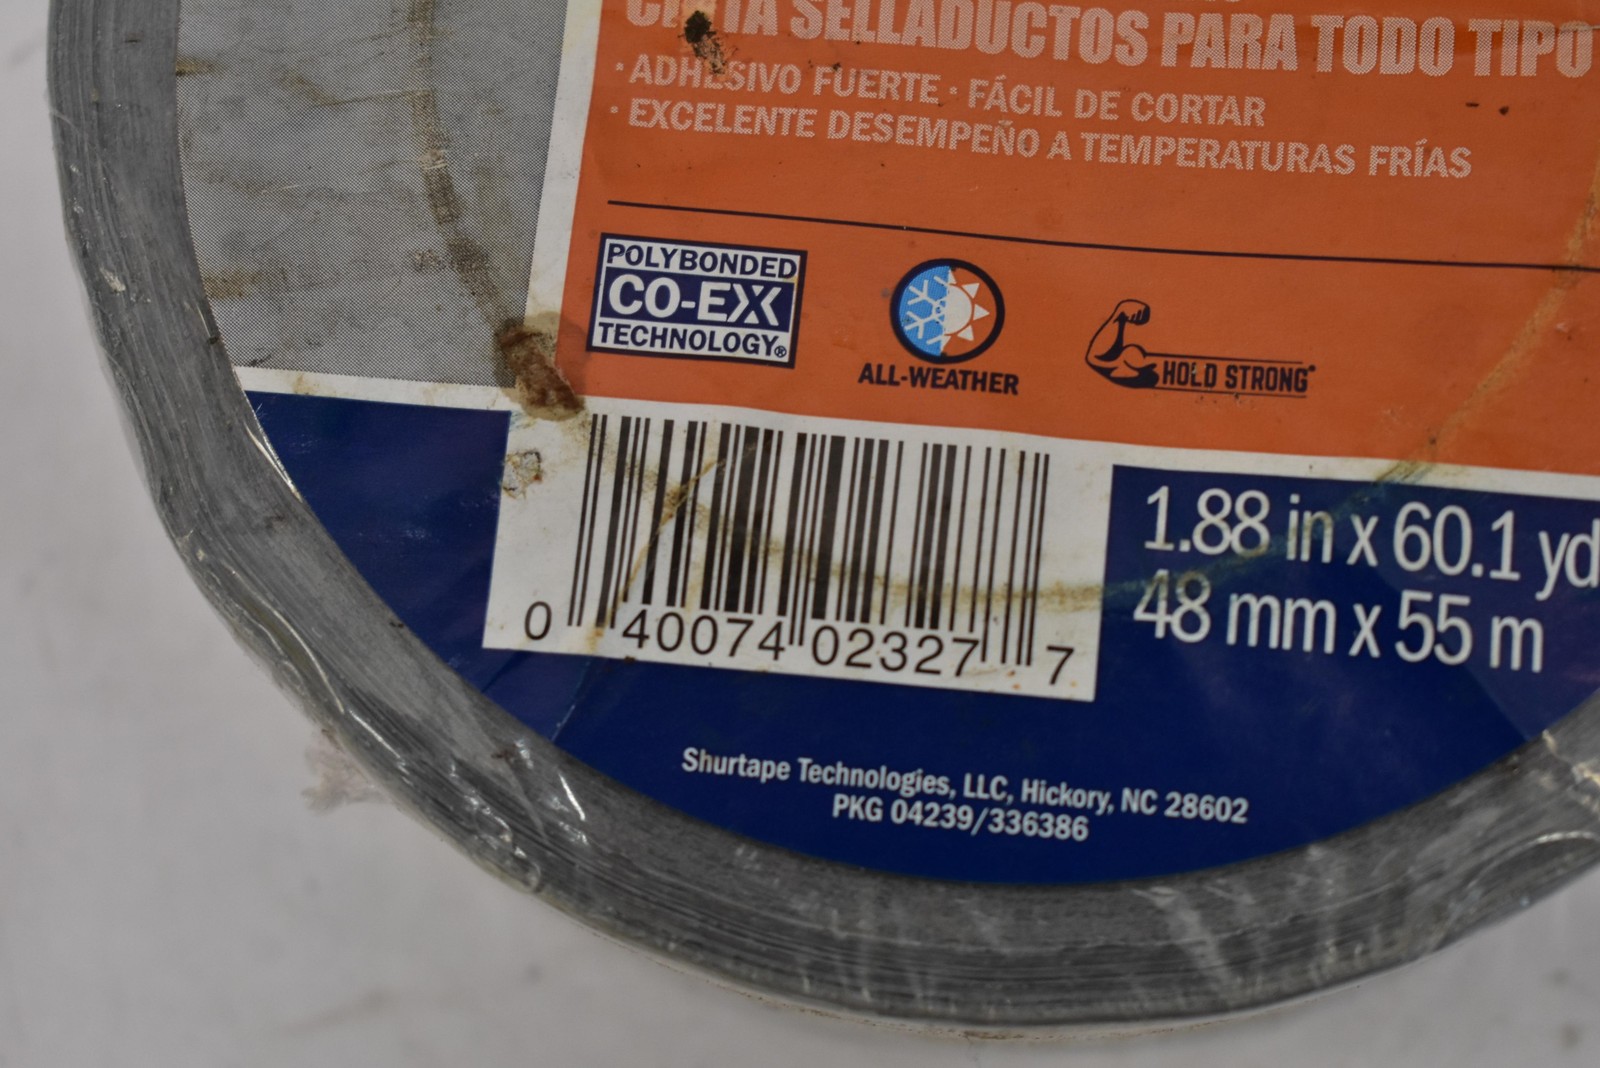 CINTA SELLADUCTOS PARA TODO TIPO
· ADHESIVO FUERTE · FÁCIL DE CORTAR
· EXCELENTE DESEMPEÑO A TEMPERATURAS FRÍAS
POLYBONDED
CO-EX
TECHNOLOGY®
ALL-WEATHER
HOLD STRONG
0 40074 02327 7
1.88 in x 60.1 yd
48 mm x 55 m
Shurtape Technologies, LLC, Hickory, NC 28602
PKG 04239/336386